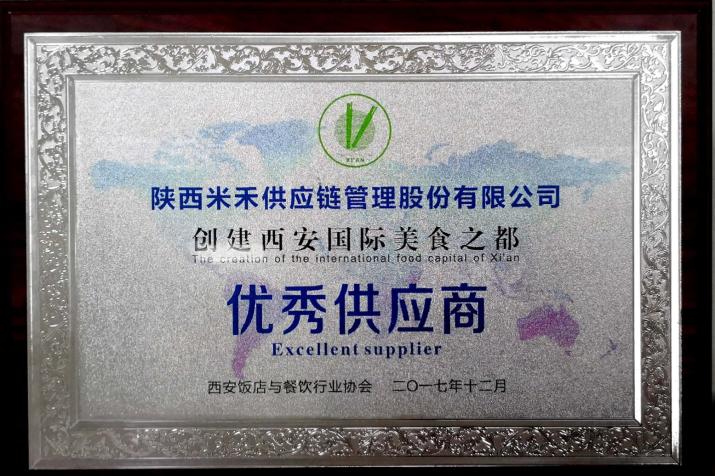 XI'AN
陕西米禾供应链管理股份有限公司
创建西安国际美食之都
The creation of the international food capital of Xi'an
优秀供应商
Excellent supplier
西安饭店与餐饮行业协会 二〇一七年十二月